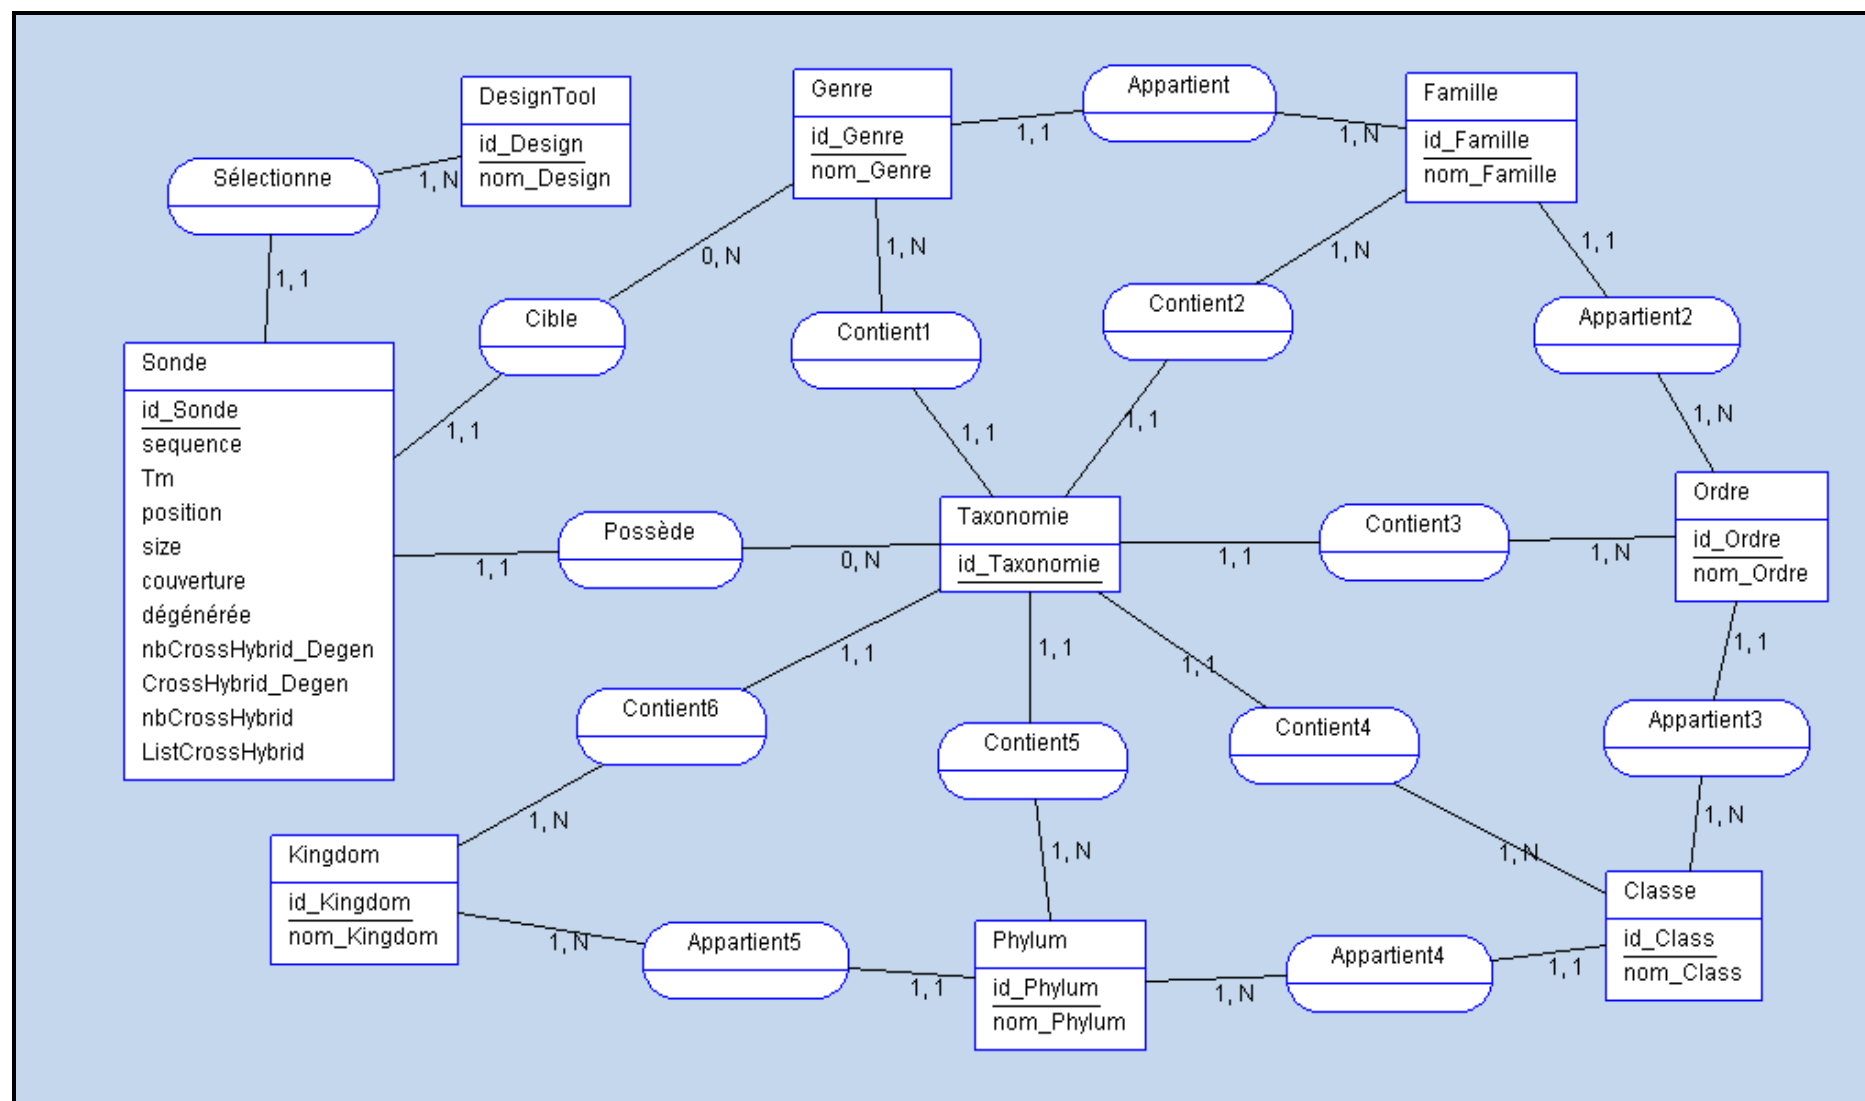 DesignTool
id_Design
nom_Design
Genre
id_Genre
nom_Genre
Appartient
1, 1
1, N
Famille
id_Famille
nom_Famille
Sélectionne
1, N
1, 1
Cible
0, N
1, 1
Contient1
1, N
1, 1
Contient2
1, N
1, 1
Appartient2
1, 1
1, N
Sonde
id_Sonde
sequence
Tm
position
size
couverture
dégénérée
nbCrossHybrid_Degen
CrossHybrid_Degen
nbCrossHybrid
ListCrossHybrid
Possède
1, 1
0, N
Taxonomie
id_Taxonomie
Contient3
1, 1
1, N
Ordre
id_Ordre
nom_Ordre
Contient6
1, 1
1, N
Contient5
1, 1
1, N
Contient4
1, 1
1, N
Appartient3
1, 1
1, N
Kingdom
id_Kingdom
nom_Kingdom
Appartient5
1, N
1, 1
Phylum
id_Phylum
nom_Phylum
Appartient4
1, N
1, 1
Classe
id_Class
nom_Class